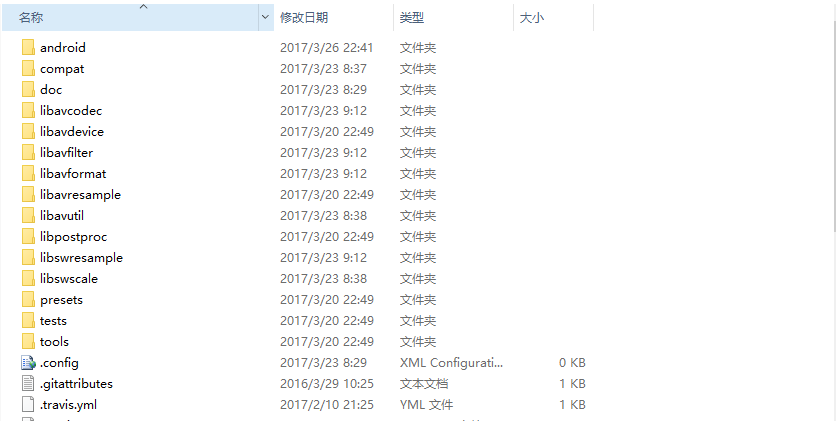 名称 修改日期 类型 大小
android 2017/3/26 22:41 文件夹
compat 2017/3/23 8:37 文件夹
doc 2017/3/23 8:29 文件夹
libavcodec 2017/3/23 9:12 文件夹
libavdevice 2017/3/20 22:49 文件夹
libavfilter 2017/3/23 9:12 文件夹
libavformat 2017/3/23 9:12 文件夹
libavresample 2017/3/20 22:49 文件夹
libavutil 2017/3/23 8:38 文件夹
libpostproc 2017/3/20 22:49 文件夹
libswresample 2017/3/23 9:12 文件夹
libswscale 2017/3/23 8:38 文件夹
presets 2017/3/20 22:49 文件夹
tests 2017/3/20 22:49 文件夹
tools 2017/3/20 22:49 文件夹
.config 2017/3/23 8:29 XML Configurati... 0 KB
.gitattributes 2016/3/29 10:25 文本文档 1 KB
.travis.yml 2017/2/10 21:25 YML 文件 1 KB